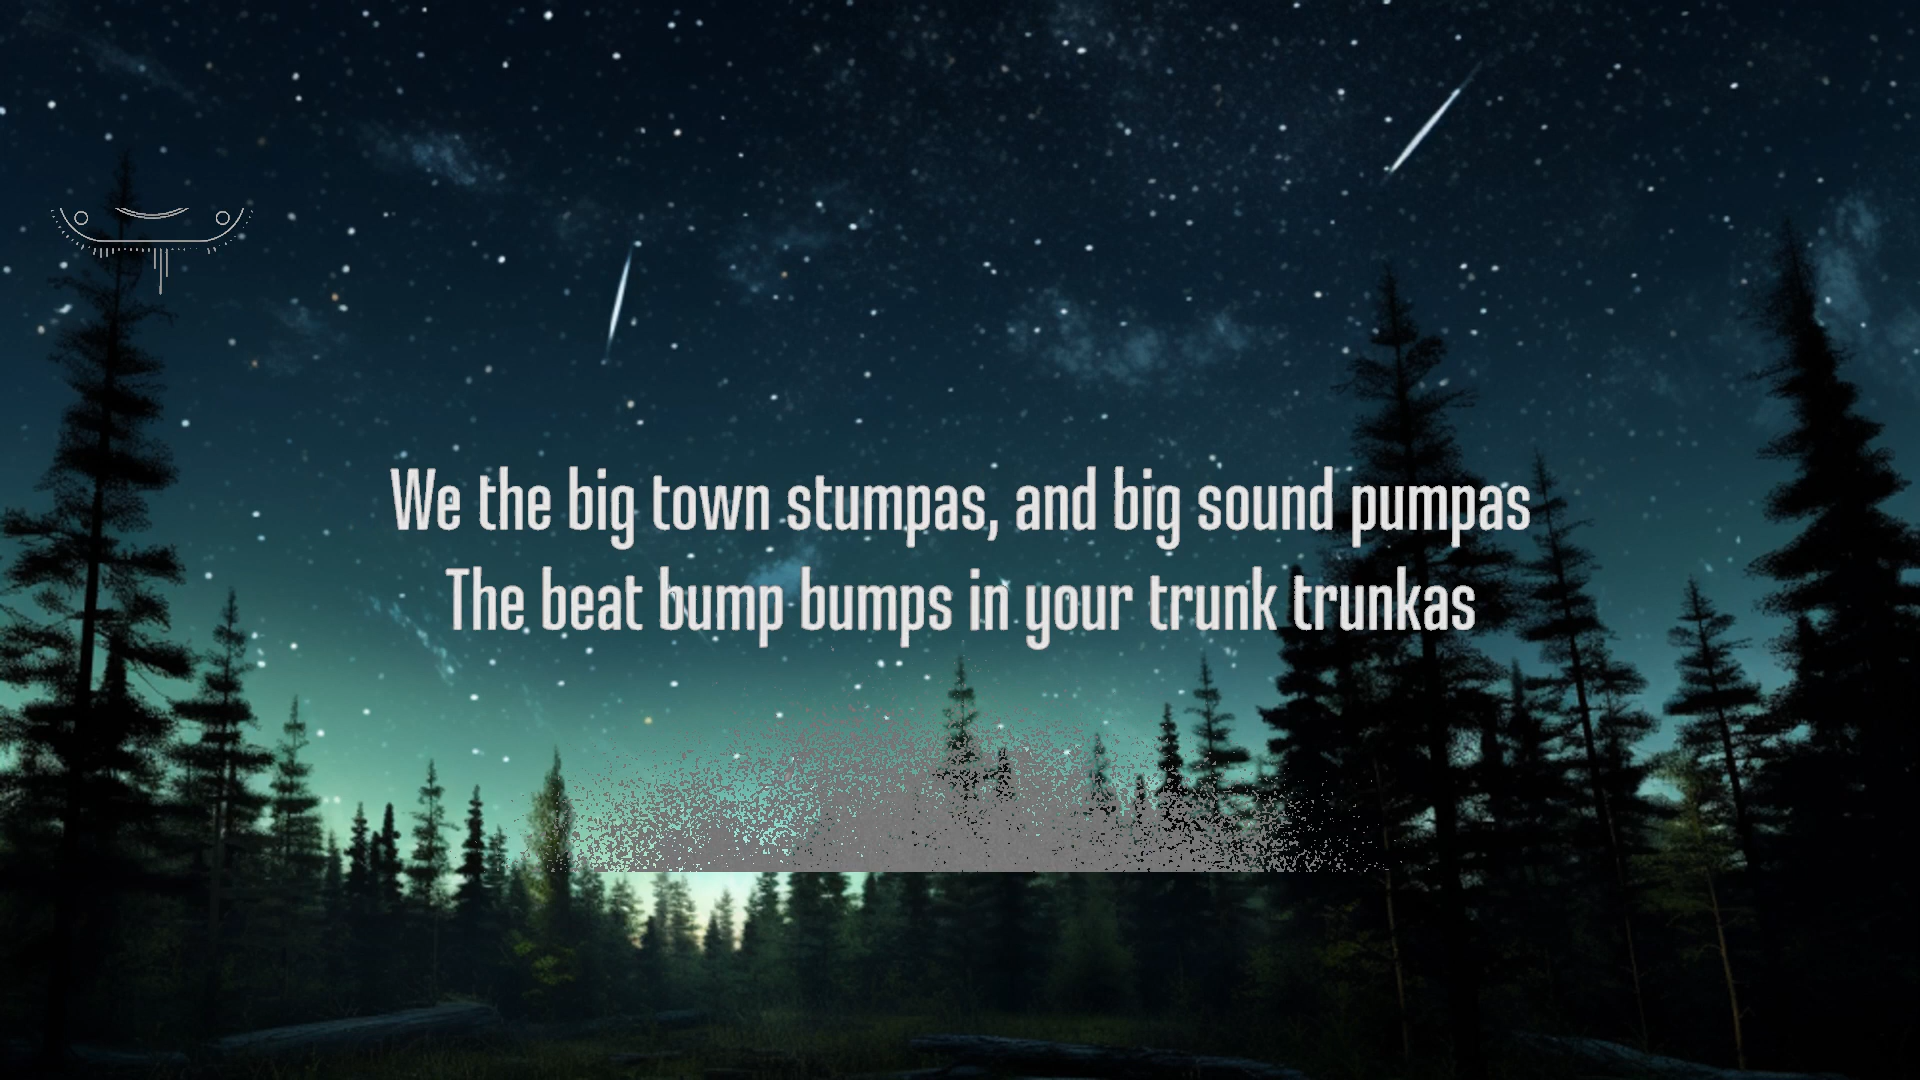 We the big town stumpas, and big sound pumpas
The beat bump bumps in your trunk trunkas